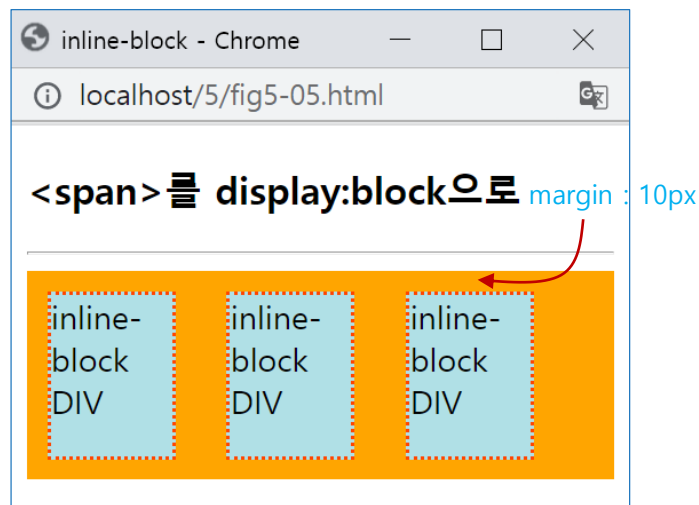 inline-block - Chrome
localhost/5/fig5-05.html
<span>를 display:block으로 margin : 10px
inline-
block
DIV
inline-
block
DIV
inline-
block
DIV